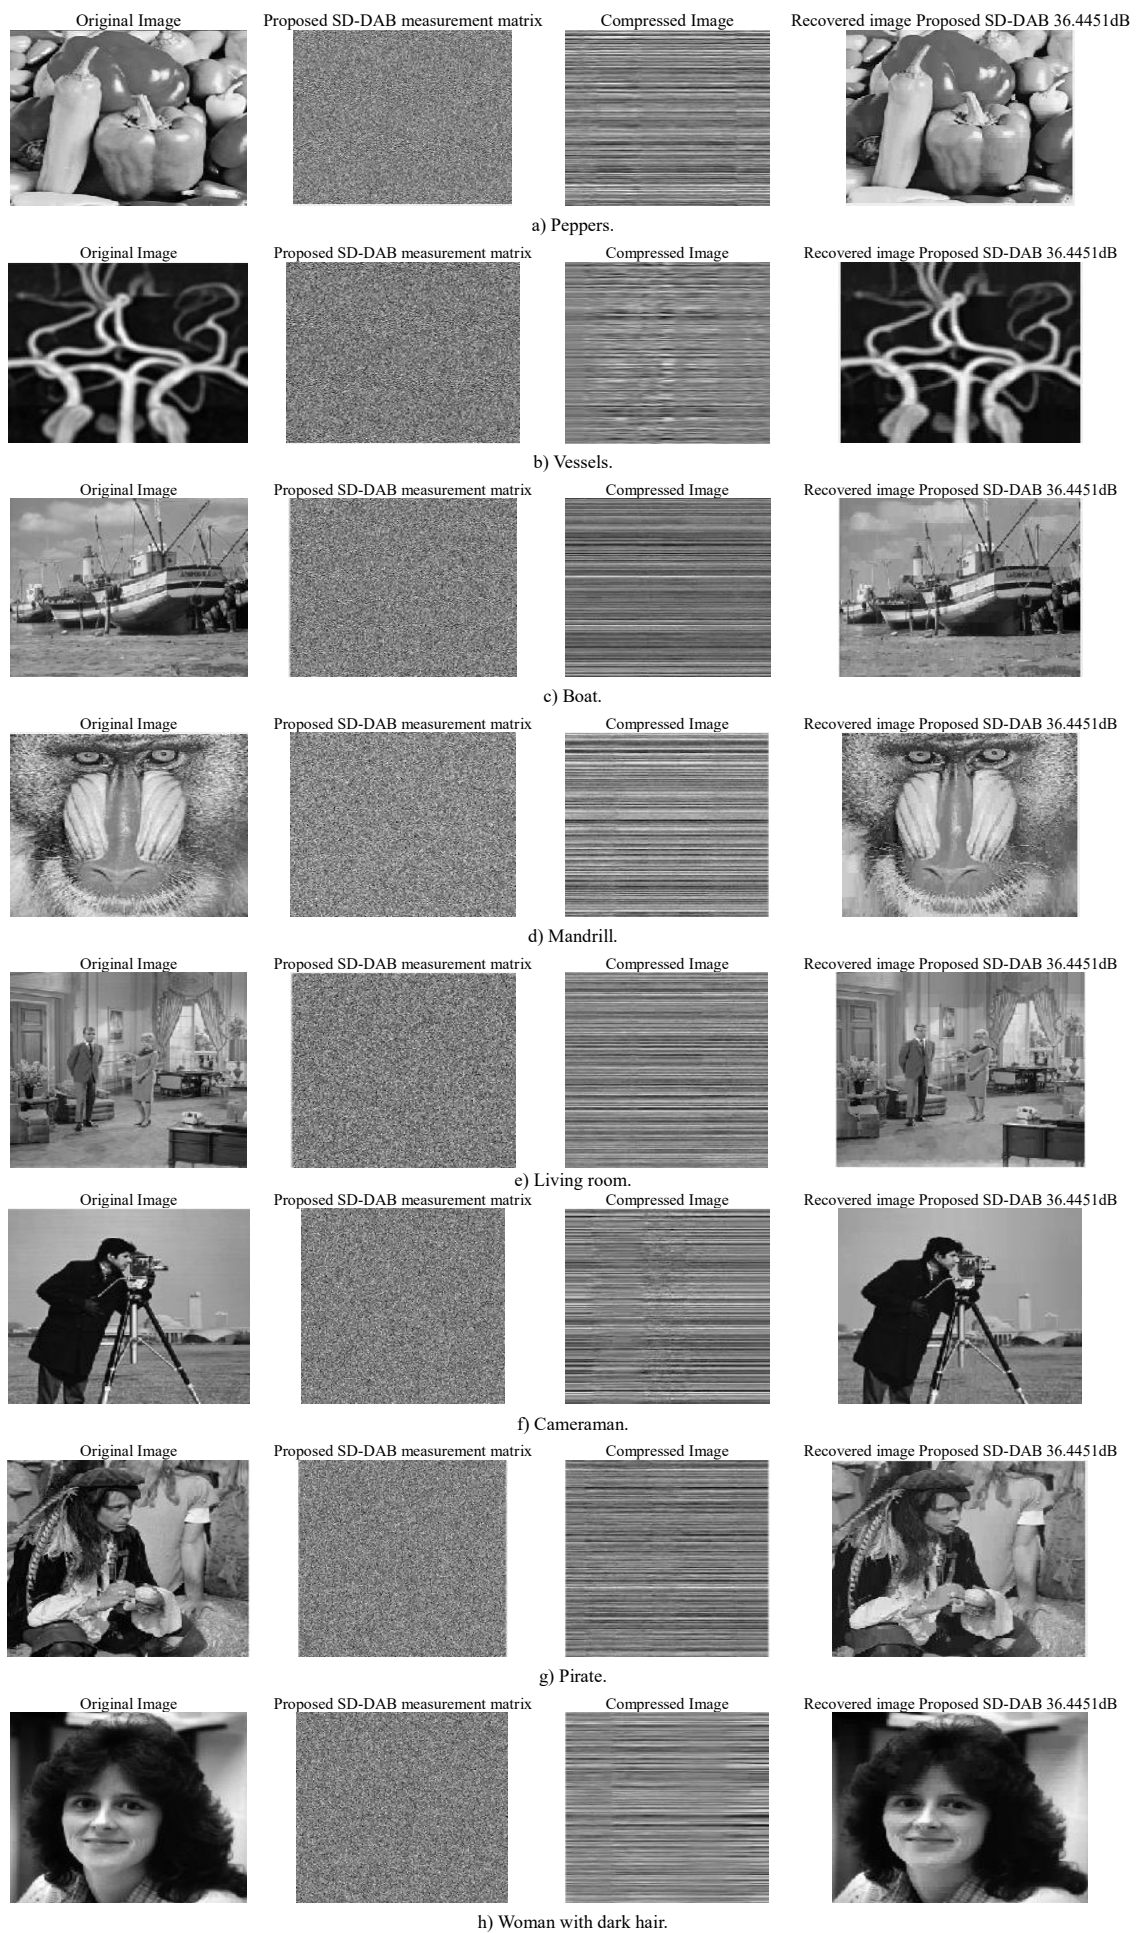 Original Image Proposed SD-DAB measurement matrix Compressed Image Recovered image Proposed SD-DAB 36.4451dB
a) Peppers.
Original Image Proposed SD-DAB measurement matrix Compressed Image Recovered image Proposed SD-DAB 36.4451dB
b) Vessels.
Original Image Proposed SD-DAB measurement matrix Compressed Image Recovered image Proposed SD-DAB 36.4451dB
c) Boat.
Original Image Proposed SD-DAB measurement matrix Compressed Image Recovered image Proposed SD-DAB 36.4451dB
d) Mandrill.
Original Image Proposed SD-DAB measurement matrix Compressed Image Recovered image Proposed SD-DAB 36.4451dB
e) Living room.
Original Image Proposed SD-DAB measurement matrix Compressed Image Recovered image Proposed SD-DAB 36.4451dB
f) Cameraman.
Original Image Proposed SD-DAB measurement matrix Compressed Image Recovered image Proposed SD-DAB 36.4451dB
g) Pirate.
Original Image Proposed SD-DAB measurement matrix Compressed Image Recovered image Proposed SD-DAB 36.4451dB
h) Woman with dark hair.